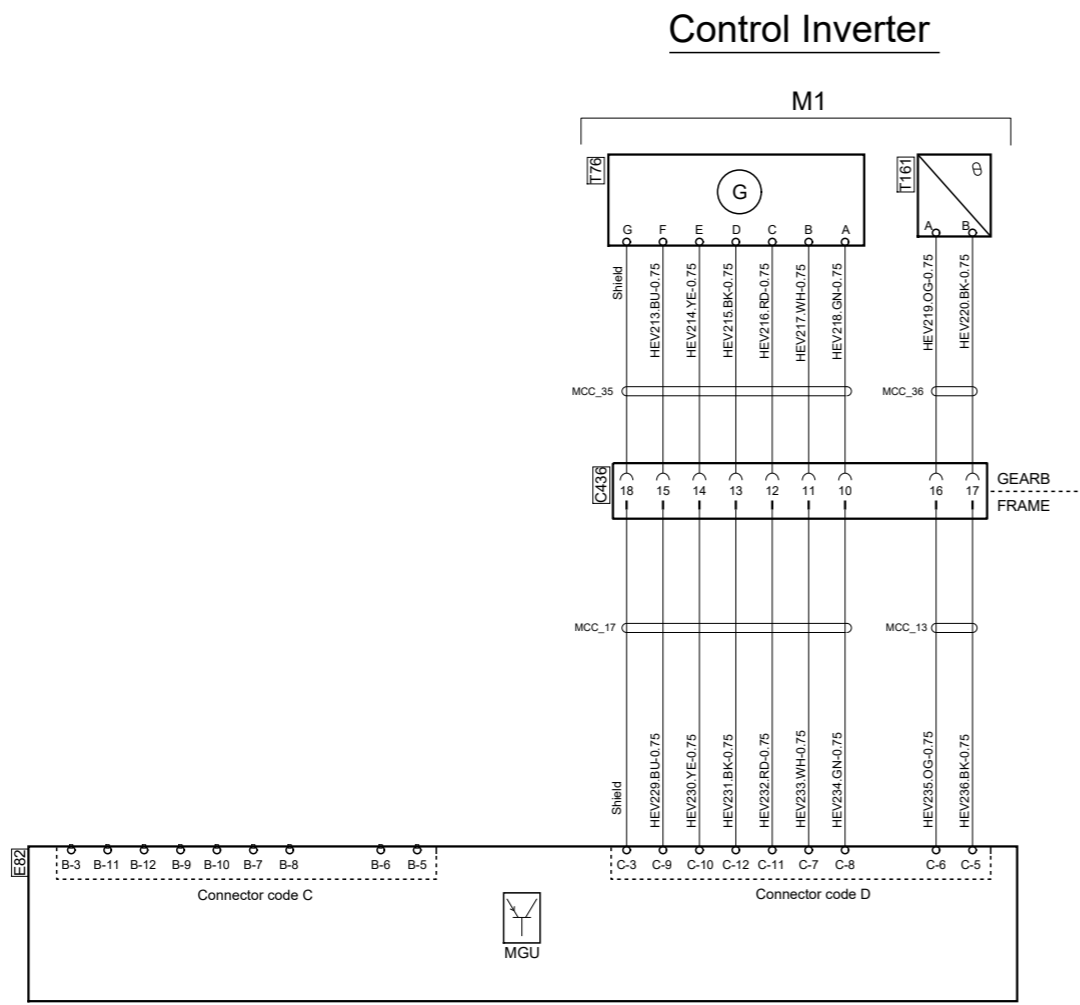 Control Inverter
M1
T76
T161
G
θ
G F E D C B A
A B
Shield
HEV213.BU-0.75
HEV214.YE-0.75
HEV215.BK-0.75
HEV216.RD-0.75
HEV217.WH-0.75
HEV218.GN-0.75
HEV219.OG-0.75
HEV220.BK-0.75
MCC_35
MCC_36
C436
18 15 14 13 12 11 10 16 17
GEARB
FRAME
MCC_17
MCC_13
Shield
HEV229.BU-0.75
HEV230.YE-0.75
HEV231.BK-0.75
HEV232.RD-0.75
HEV233.WH-0.75
HEV234.GN-0.75
HEV235.OG-0.75
HEV236.BK-0.75
E82
B-3 B-11 B-12 B-9 B-10 B-7 B-8 B-6 B-5
C-3 C-9 C-10 C-12 C-11 C-7 C-8 C-6 C-5
Connector code C
Connector code D
MGU